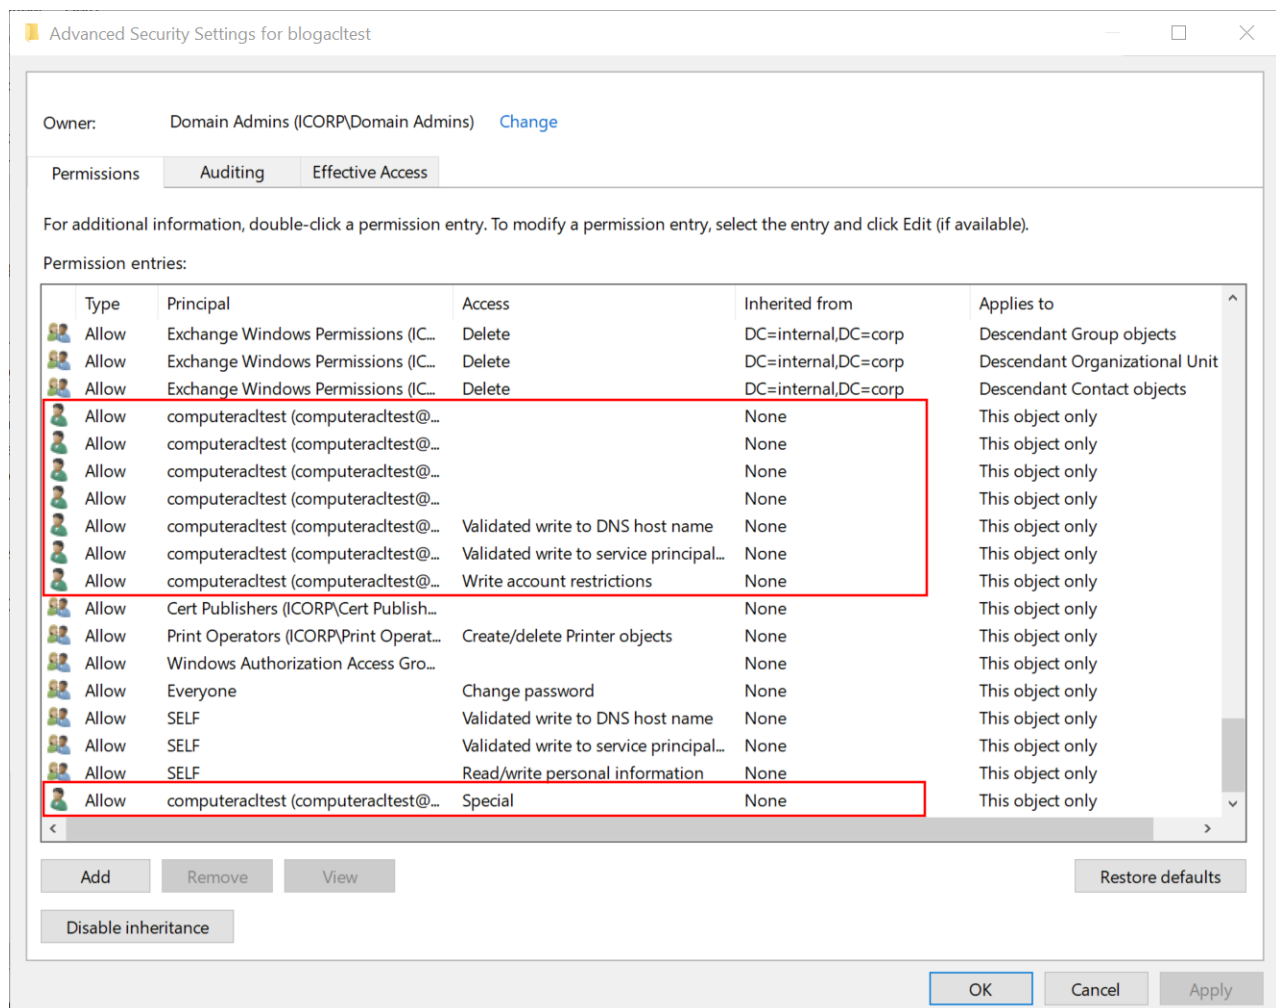 Advanced Security Settings for blogacltest
Owner: Domain Admins (ICORP\Domain Admins) Change
Permissions Auditing Effective Access
For additional information, double-click a permission entry. To modify a permission entry, select the entry and click Edit (if available).
Permission entries:
Type Principal Access Inherited from Applies to
Allow Exchange Windows Permissions (IC... Delete DC=internal,DC=corp Descendant Group objects
Allow Exchange Windows Permissions (IC... Delete DC=internal,DC=corp Descendant Organizational Unit
Allow Exchange Windows Permissions (IC... Delete DC=internal,DC=corp Descendant Contact objects
Allow computeracltest (computeracltest@... None This object only
Allow computeracltest (computeracltest@... None This object only
Allow computeracltest (computeracltest@... None This object only
Allow computeracltest (computeracltest@... None This object only
Allow computeracltest (computeracltest@... Validated write to DNS host name None This object only
Allow computeracltest (computeracltest@... Validated write to service principal... None This object only
Allow computeracltest (computeracltest@... Write account restrictions None This object only
Allow Cert Publishers (ICORP\Cert Publish... None This object only
Allow Print Operators (ICORP\Print Operat... Create/delete Printer objects None This object only
Allow Windows Authorization Access Gro... None This object only
Allow Everyone Change password None This object only
Allow SELF Validated write to DNS host name None This object only
Allow SELF Validated write to service principal... None This object only
Allow SELF Read/write personal information None This object only
Allow computeracltest (computeracltest@... Special None This object only
Add Remove View Restore defaults
Disable inheritance
OK Cancel Apply